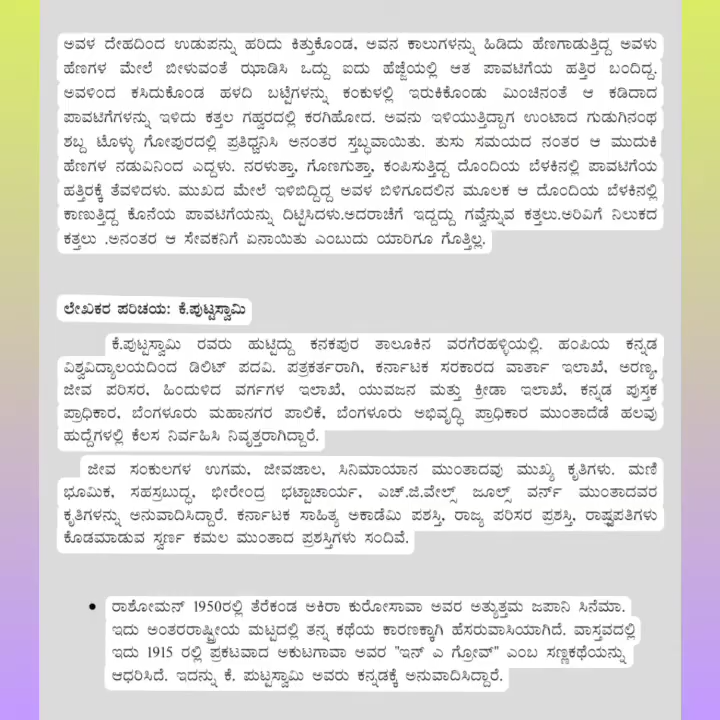 ಅವಳ ದೇಹದಿಂದ ಉಡುಪನ್ನು ಹರಿದು ಕಿತ್ತುಕೊಂಡ, ಅವನ ಕಾಲುಗಳನ್ನು ಹಿಡಿದು ಹೆಣಗಾಡುತ್ತಿದ್ದ ಅವಳು
ಹೆಣಗಳ ಮೇಲೆ ಬೀಳುವಂತೆ ಝಾಡಿಸಿ ಒದ್ದು ಐದು ಹೆಜ್ಜೆಯಲ್ಲಿ ಆತ ಪಾವಟಿಗೆಯ ಹತ್ತಿರ ಬಂದಿದ್ದ.
ಅವಳಿಂದ ಕಸಿದುಕೊಂಡ ಹಳದಿ ಬಟ್ಟೆಗಳನ್ನು ಕಂಕುಳಲ್ಲಿ ಇರುಕಿಕೊಂಡು ಮಿಂಚಿನಂತೆ ಆ ಕಡಿದಾದ
ಪಾವಟಿಗೆಗಳನ್ನು ಇಳಿದು ಕತ್ತಲ ಗಹ್ವರದಲ್ಲಿ ಕರಗಿಹೋದ. ಅವನು ಇಳಿಯುತ್ತಿದ್ದಾಗ ಉಂಟಾದ ಗುಡುಗಿನಂಥ
ಶಬ್ದ ಟೊಳ್ಳು ಗೋಪುರದಲ್ಲಿ ಪ್ರತಿಧ್ವನಿಸಿ ಅನಂತರ ಸ್ತಬ್ಧವಾಯಿತು. ತುಸು ಸಮಯದ ನಂತರ ಆ ಮುದುಕಿ
ಹೆಣಗಳ ನಡುವಿನಿಂದ ಎದ್ದಳು. ನರಳುತ್ತಾ, ಗೊಣಗುತ್ತಾ, ಕಂಪಿಸುತ್ತಿದ್ದ ದೊಂದಿಯ ಬೆಳಕಿನಲ್ಲಿ ಪಾವಟಿಗೆಯ
ಹತ್ತಿರಕ್ಕೆ ತೆವಳಿದಳು. ಮುಖದ ಮೇಲೆ ಇಳಿಬಿದ್ದಿದ್ದ ಅವಳ ಬಿಳಿಗೂದಲಿನ ಮೂಲಕ ಆ ದೊಂದಿಯ ಬೆಳಕಿನಲ್ಲಿ
ಕಾಣುತ್ತಿದ್ದ ಕೊನೆಯ ಪಾವಟಿಗೆಯನ್ನು ದಿಟ್ಟಿಸಿದಳು.ಅದರಾಚೆಗೆ ಇದ್ದದ್ದು ಗವ್ವೆನ್ನುವ ಕತ್ತಲು.ಅರಿವಿಗೆ ನಿಲುಕದ
ಕತ್ತಲು .ಅನಂತರ ಆ ಸೇವಕನಿಗೆ ಏನಾಯಿತು ಎಂಬುದು ಯಾರಿಗೂ ಗೊತ್ತಿಲ್ಲ.
ಲೇಖಕರ ಪರಿಚಯ: ಕೆ.ಪುಟ್ಟಸ್ವಾಮಿ
ಕೆ.ಪುಟ್ಟಸ್ವಾಮಿ ರವರು ಹುಟ್ಟಿದ್ದು ಕನಕಪುರ ತಾಲೂಕಿನ ವರಗೆರಹಳ್ಳಿಯಲ್ಲಿ. ಹಂಪಿಯ ಕನ್ನಡ
ವಿಶ್ವವಿದ್ಯಾಲಯದಿಂದ ಡಿಲಿಟ್ ಪದವಿ. ಪತ್ರಕರ್ತರಾಗಿ, ಕರ್ನಾಟಕ ಸರಕಾರದ ವಾರ್ತಾ ಇಲಾಖೆ, ಅರಣ್ಯ,
ಜೀವ ಪರಿಸರ, ಹಿಂದುಳಿದ ವರ್ಗಗಳ ಇಲಾಖೆ, ಯುವಜನ ಮತ್ತು ಕ್ರೀಡಾ ಇಲಾಖೆ, ಕನ್ನಡ ಪುಸ್ತಕ
ಪ್ರಾಧಿಕಾರ, ಬೆಂಗಳೂರು ಮಹಾನಗರ ಪಾಲಿಕೆ, ಬೆಂಗಳೂರು ಅಭಿವೃದ್ಧಿ ಪ್ರಾಧಿಕಾರ ಮುಂತಾದೆಡೆ ಹಲವು
ಹುದ್ದೆಗಳಲ್ಲಿ ಕೆಲಸ ನಿರ್ವಹಿಸಿ ನಿವೃತ್ತರಾಗಿದ್ದಾರೆ.
ಜೀವ ಸಂಕುಲಗಳ ಉಗಮ, ಜೀವಜಾಲ, ಸಿನಿಮಾಯಾನ ಮುಂತಾದವು ಮುಖ್ಯ ಕೃತಿಗಳು. ಮಣಿ
ಭೂಮಿಕ, ಸಹಸ್ರಬುದ್ಧ, ಭೀರೇಂದ್ರ ಭಟ್ಟಾಚಾರ್ಯ, ಎಚ್.ಜಿ.ವೇಲ್ಸ್ ಜೂಲ್ಸ್ ವರ್ನ್ ಮುಂತಾದವರ
ಕೃತಿಗಳನ್ನು ಅನುವಾದಿಸಿದ್ದಾರೆ. ಕರ್ನಾಟಕ ಸಾಹಿತ್ಯ ಅಕಾಡೆಮಿ ಪಶಸ್ತಿ, ರಾಜ್ಯ ಪರಿಸರ ಪ್ರಶಸ್ತಿ, ರಾಷ್ಟ್ರಪತಿಗಳು
ಕೊಡಮಾಡುವ ಸ್ವರ್ಣ ಕಮಲ ಮುಂತಾದ ಪ್ರಶಸ್ತಿಗಳು ಸಂದಿವೆ.
• ರಾಶೋಮನ್ 1950ರಲ್ಲಿ ತೆರೆಕಂಡ ಅಕಿರಾ ಕುರೋಸಾವಾ ಅವರ ಅತ್ಯುತ್ತಮ ಜಪಾನಿ ಸಿನೆಮಾ.
ಇದು ಅಂತರರಾಷ್ಟ್ರೀಯ ಮಟ್ಟದಲ್ಲಿ ತನ್ನ ಕಥೆಯ ಕಾರಣಕ್ಕಾಗಿ ಹೆಸರುವಾಸಿಯಾಗಿದೆ. ವಾಸ್ತವದಲ್ಲಿ
ಇದು 1915 ರಲ್ಲಿ ಪ್ರಕಟವಾದ ಅಕುಟಗಾವಾ ಅವರ "ಇನ್ ಎ ಗ್ರೋವ್" ಎಂಬ ಸಣ್ಣಕಥೆಯನ್ನು
ಆಧರಿಸಿದೆ. ಇದನ್ನು ಕೆ. ಪುಟ್ಟಸ್ವಾಮಿ ಅವರು ಕನ್ನಡಕ್ಕೆ ಅನುವಾದಿಸಿದ್ದಾರೆ.